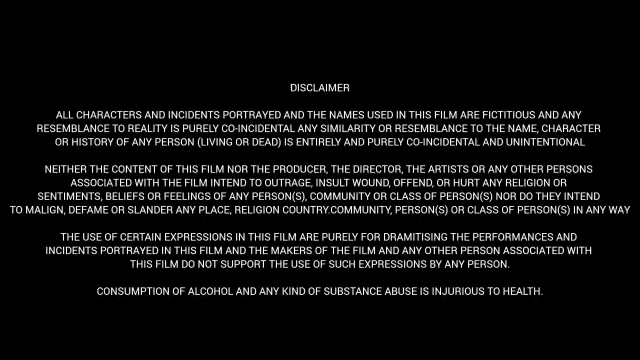 DISCLAIMER
ALL CHARACTERS AND INCIDENTS PORTRAYED AND THE NAMES USED IN THIS FILM ARE FICTITIOUS AND ANY
RESEMBLANCE TO REALITY IS PURELY CO-INCIDENTAL ANY SIMILARITY OR RESEMBLANCE TO THE NAME, CHARACTER
OR HISTORY OF ANY PERSON (LIVING OR DEAD) IS ENTIRELY AND PURELY CO-INCIDENTAL AND UNINTENTIONAL
NEITHER THE CONTENT OF THIS FILM NOR THE PRODUCER, THE DIRECTOR, THE ARTISTS OR ANY OTHER PERSONS
ASSOCIATED WITH THE FILM INTEND TO OUTRAGE, INSULT WOUND, OFFEND, OR HURT ANY RELIGION OR
SENTIMENTS, BELIEFS OR FEELINGS OF ANY PERSON(S), COMMUNITY OR CLASS OF PERSON(S) NOR DO THEY INTEND
TO MALIGN, DEFAME OR SLANDER ANY PLACE, RELIGION COUNTRY.COMMUNITY, PERSON(S) OR CLASS OF PERSON(S) IN ANY WAY
THE USE OF CERTAIN EXPRESSIONS IN THIS FILM ARE PURELY FOR DRAMITISING THE PERFORMANCES AND
INCIDENTS PORTRAYED IN THIS FILM AND THE MAKERS OF THE FILM AND ANY OTHER PERSON ASSOCIATED WITH
THIS FILM DO NOT SUPPORT THE USE OF SUCH EXPRESSIONS BY ANY PERSON.
CONSUMPTION OF ALCOHOL AND ANY KIND OF SUBSTANCE ABUSE IS INJURIOUS TO HEALTH.